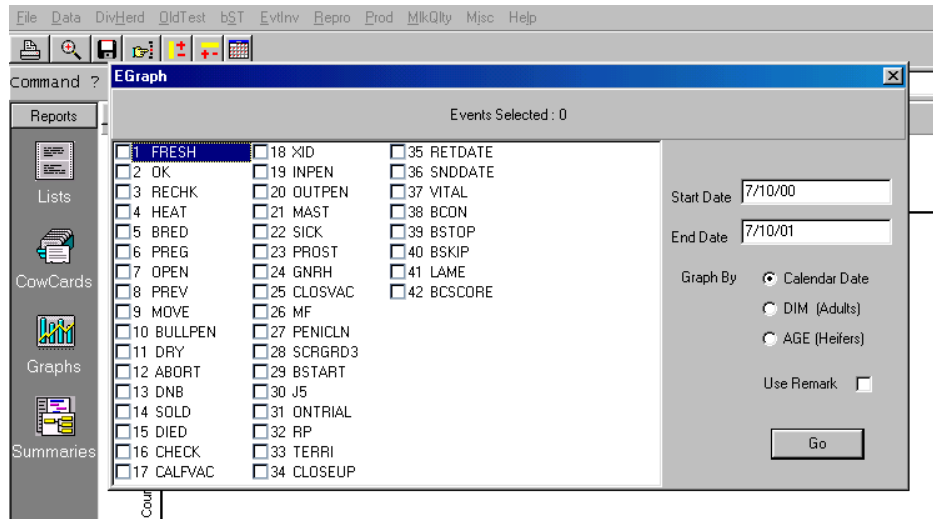 File Data DivHerd OldTest bST EvtInv Repro Prod MlkQlty Misc Help
Command ?
EGraph
Events Selected : 0
Reports
Lists
CowCards
Graphs
Summaries
1 FRESH
2 OK
3 RECHK
4 HEAT
5 BRED
6 PREG
7 OPEN
8 PREV
9 MOVE
10 BULLPEN
11 DRY
12 ABORT
13 DNB
14 SOLD
15 DIED
16 CHECK
17 CALFVAC
18 XID
19 INPEN
20 OUTPEN
21 MAST
22 SICK
23 PROST
24 GNRH
25 CLOSVAC
26 MF
27 PENICLN
28 SCRGRD3
29 BSTART
30 J5
31 ONTRIAL
32 RP
33 TERRI
34 CLOSEUP
35 RETDATE
36 SNDDATE
37 VITAL
38 BCON
39 BSTOP
40 BSKIP
41 LAME
42 BCSCORE
Start Date 7/10/00
End Date 7/10/01
Graph By Calendar Date
DIM (Adults)
AGE (Heifers)
Use Remark
Go
Cour